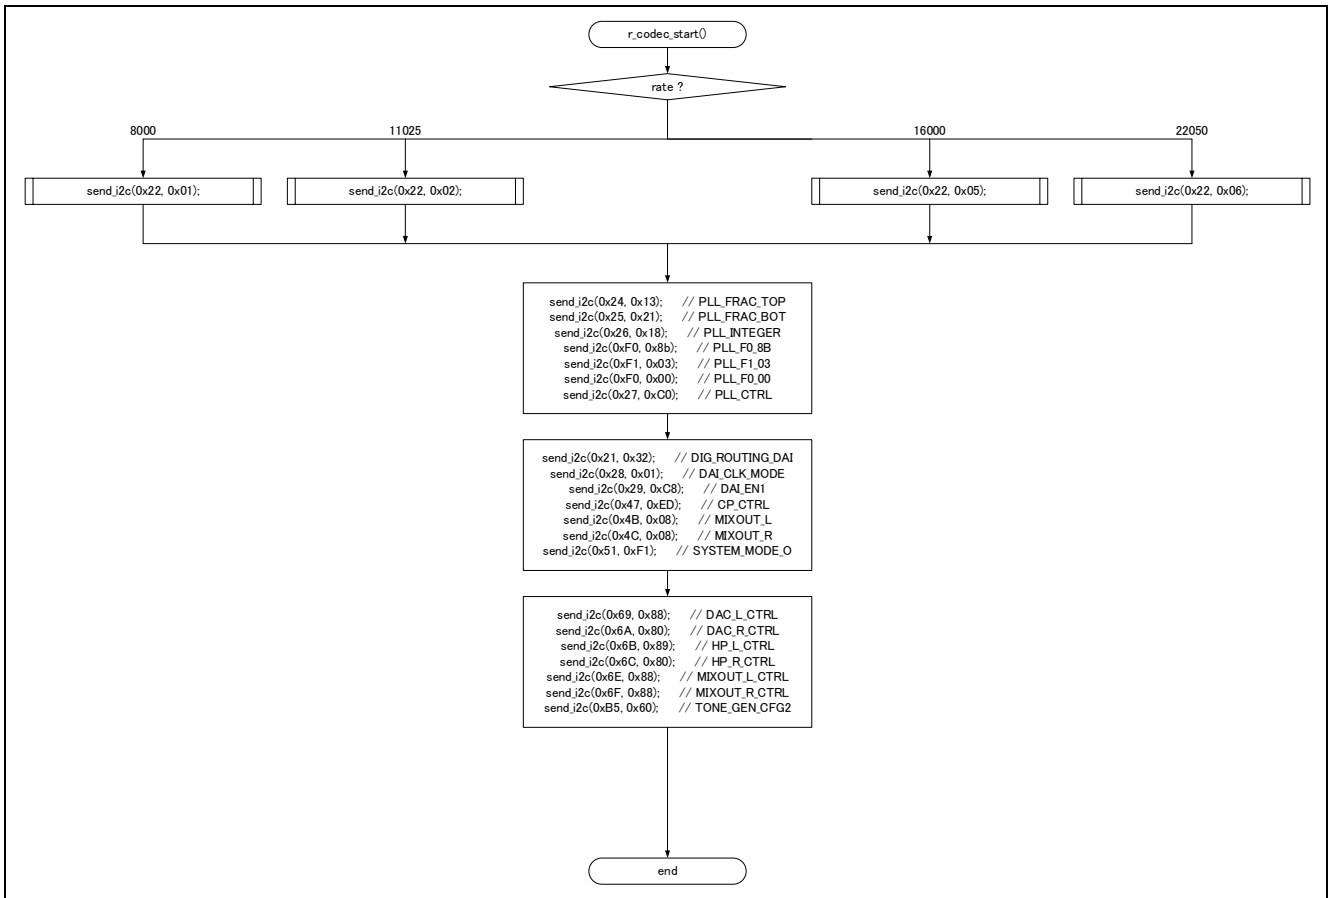 r_codec_start()
rate ?
8000
11025
16000
22050
send_i2c(0x22, 0x01);
send_i2c(0x22, 0x02);
send_i2c(0x22, 0x05);
send_i2c(0x22, 0x06);
send_i2c(0x24, 0x13); // PLL_FRAC_TOP
send_i2c(0x25, 0x21); // PLL_FRAC_BOT
send_i2c(0x26, 0x18); // PLL_INTEGER
send_i2c(0xF0, 0x8b); // PLL_F0_8B
send_i2c(0xF1, 0x03); // PLL_F1_03
send_i2c(0xF0, 0x00); // PLL_F0_00
send_i2c(0x27, 0xC0); // PLL_CTRL
send_i2c(0x21, 0x32); // DIG_ROUTING_DAI
send_i2c(0x28, 0x01); // DAI_CLK_MODE
send_i2c(0x29, 0xC8); // DAI_EN1
send_i2c(0x47, 0xED); // CP_CTRL
send_i2c(0x4B, 0x08); // MIXOUT_L
send_i2c(0x4C, 0x08); // MIXOUT_R
send_i2c(0x51, 0xF1); // SYSTEM_MODE_O
send_i2c(0x69, 0x88); // DAC_L_CTRL
send_i2c(0x6A, 0x80); // DAC_R_CTRL
send_i2c(0x6B, 0x89); // HP_L_CTRL
send_i2c(0x6C, 0x80); // HP_R_CTRL
send_i2c(0x6E, 0x88); // MIXOUT_L_CTRL
send_i2c(0x6F, 0x88); // MIXOUT_R_CTRL
send_i2c(0xB5, 0x60); // TONE_GEN_CFG2
end